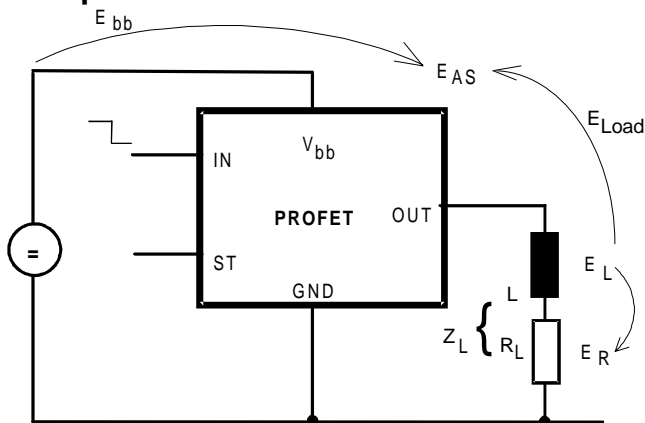 E bb
E AS
E Load
V bb
IN
PROFET
OUT
=
ST
GND
L
E L
Z L {
R L
E R